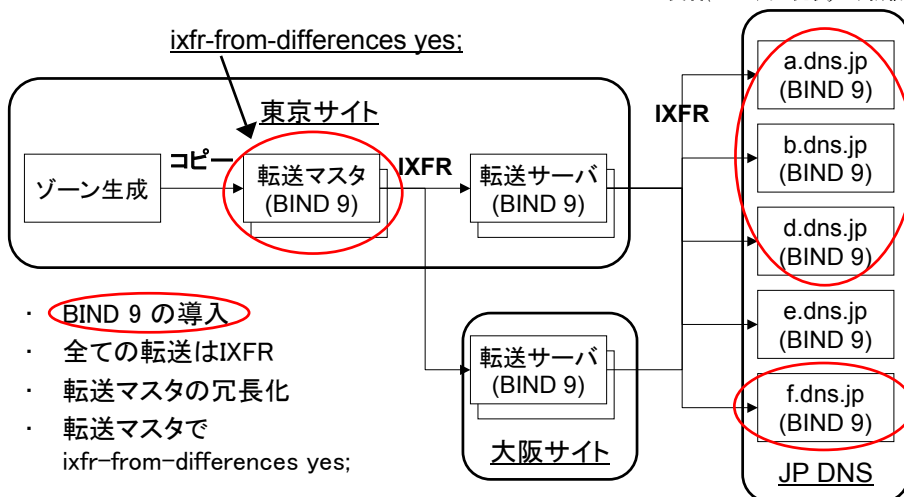 ixfr-from-differences yes;
東京サイト
ゾーン生成
コピー
転送マスタ
(BIND 9)
IXFR
転送サーバ
(BIND 9)
IXFR
a.dns.jp
(BIND 9)
b.dns.jp
(BIND 9)
d.dns.jp
(BIND 9)
e.dns.jp
(BIND 9)
f.dns.jp
(BIND 9)
JP DNS
転送サーバ
(BIND 9)
大阪サイト
・ BIND 9 の導入
・ 全ての転送はIXFR
・ 転送マスタの冗長化
・ 転送マスタで
ixfr-from-differences yes;